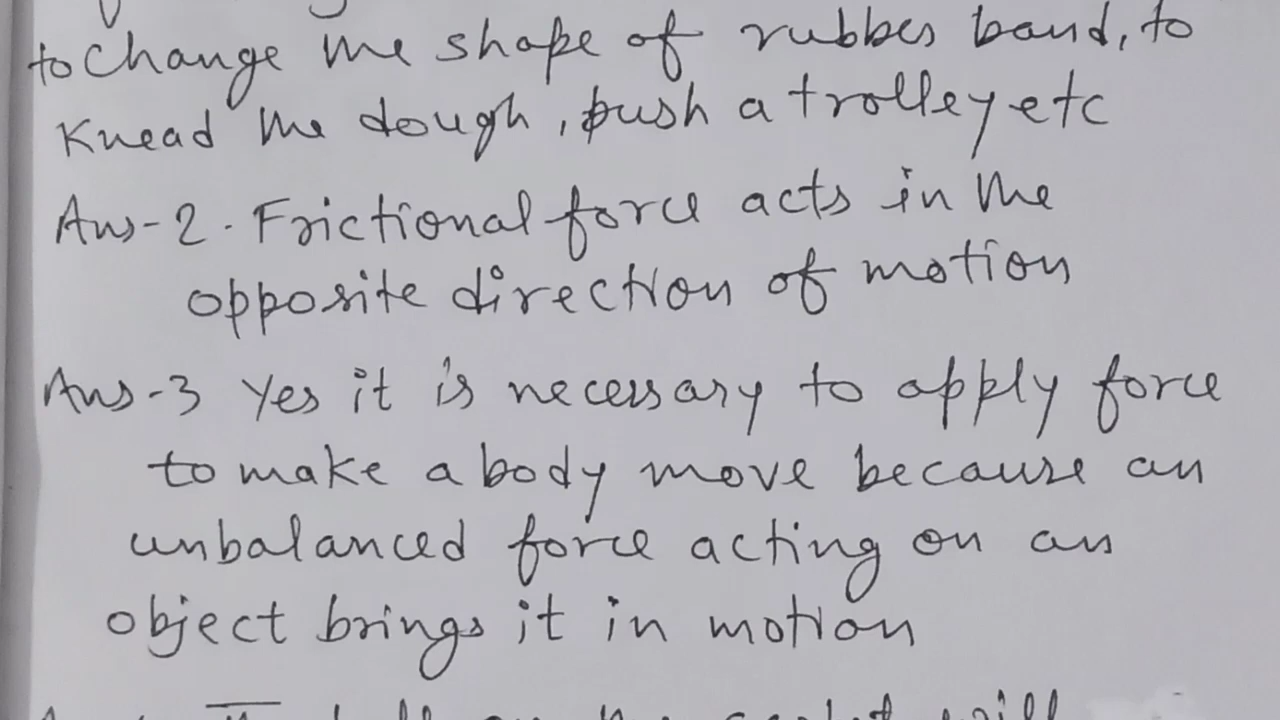 to change the shape of rubber band, to
knead the dough, push a trolley etc
Ans-2. Frictional force acts in the
opposite direction of motion
Ans-3 Yes it is necessary to apply force
to make a body move because an
unbalanced force acting on an
object brings it in motion